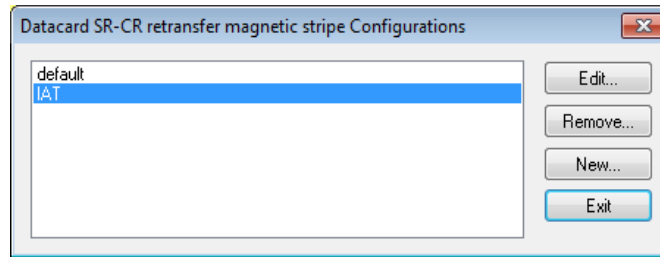 Datacard SR-CR retransfer magnetic stripe Configurations
default
IAT
Edit...
Remove...
New...
Exit